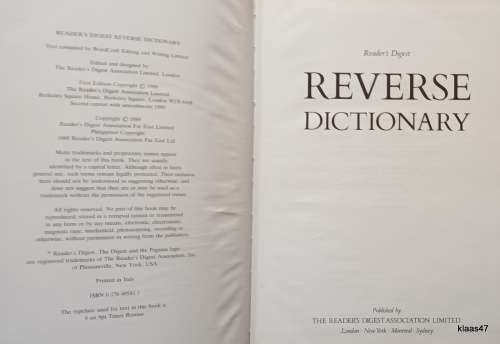 READER'S DIGEST REVERSE DICTIONARY
Text compiled by BookCraft Editing and Writing Limited
Edited and designed by
The Reader's Digest Association Limited, London
First Edition Copyright © 1989
The Reader's Digest Association Limited
Berkeley Square House, Berkeley Square, London W1X 6AB
Second reprint with amendments 1990
Copyright © 1989
Reader's Digest Association Far East Limited
Philippines Copyright
1989 Reader's Digest Association Far East Ltd
Many trademarks and proprietary names appear
in the text of this book. They are usually
identified by a capital letter. Although often in
general use, such terms remain legally protected. Their inclusion
here should not be understood as suggesting otherwise, and
does not suggest that they are or may be used as a
trademark without the permission of the registered owner.
All rights reserved. No part of this book may be
reproduced, stored in a retrieval system or transmitted
in any form or by any means, electronic, electrostatic,
magnetic tape, mechanical, photocopying, recording or
otherwise, without permission in writing from the publishers.
® Reader's Digest, The Digest and the Pegasus logo
are registered trademarks of The Reader's Digest Association, Inc.
of Pleasantville, New York, USA
Printed in Italy
ISBN 0 276
The typeface used for text in this book is
pt Times Roman
Reader's Digest
REVERSE
DICTIONARY
Published by
THE READER'S DIGEST ASSOCIATION LIMITED
London · New York · Montreal · Sydney
klaas47